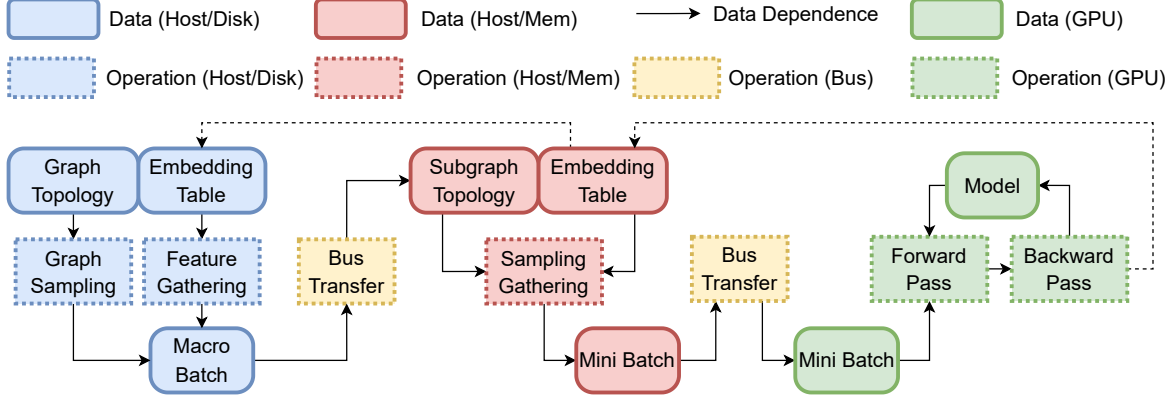 Data (Host/Disk)
Data (Host/Mem)
Data Dependence
Data (GPU)
Operation (Host/Disk)
Operation (Host/Mem)
Operation (Bus)
Operation (GPU)
Graph
Topology
Embedding
Table
Subgraph
Topology
Embedding
Table
Model
Graph
Sampling
Feature
Gathering
Bus
Transfer
Sampling
Gathering
Bus
Transfer
Forward
Pass
Backward
Pass
Macro
Batch
Mini Batch
Mini Batch